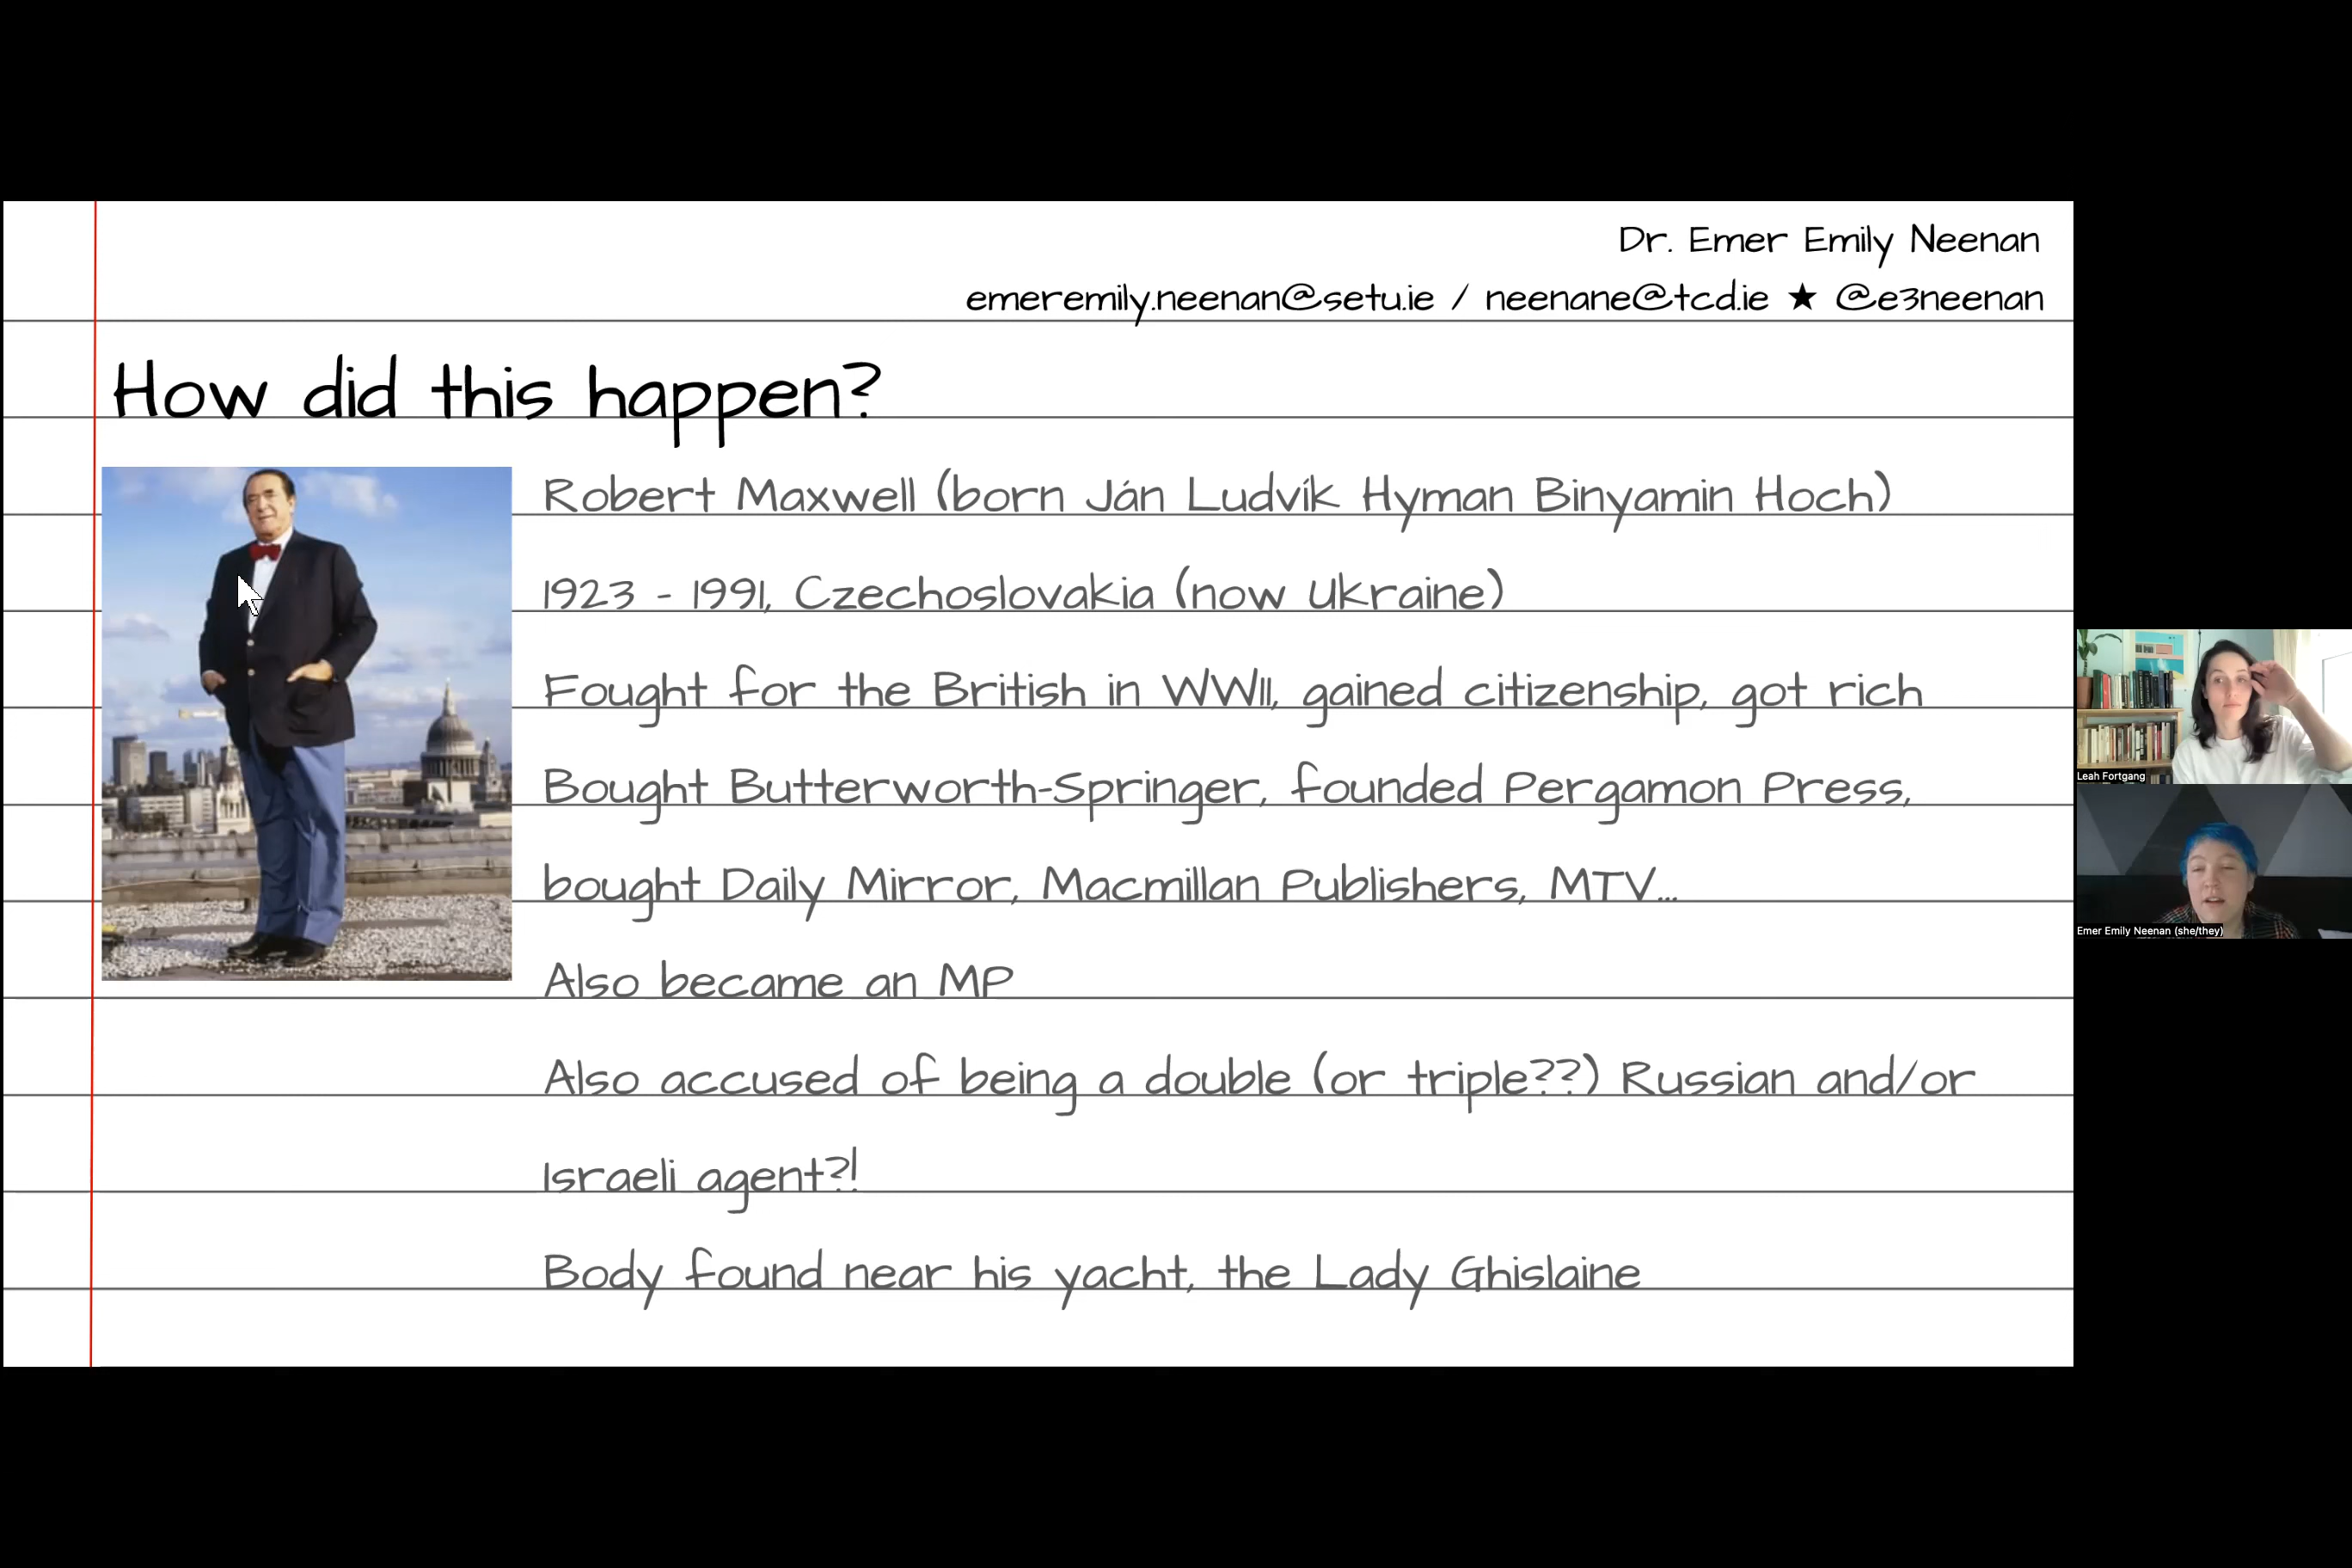 Dr. Emer Emily Neenan
emeremily.neenan@setu.ie / neenane@tcd.ie ★ @e3neenan
How did this happen?
Robert Maxwell (born Ján Ludvík Hyman Binyamin Hoch)
1923 - 1991, Czechoslovakia (now Ukraine)
Fought for the British in WWII, gained citizenship, got rich
Bought Butterworth-Springer, founded Pergamon Press,
bought Daily Mirror, Macmillan Publishers, MTV...
Also became an MP
Also accused of being a double (or triple??) Russian and/or
Israeli agent?!
Body found near his yacht, the Lady Ghislaine
Leah Fortgang
Emer Emily Neenan (she/they)